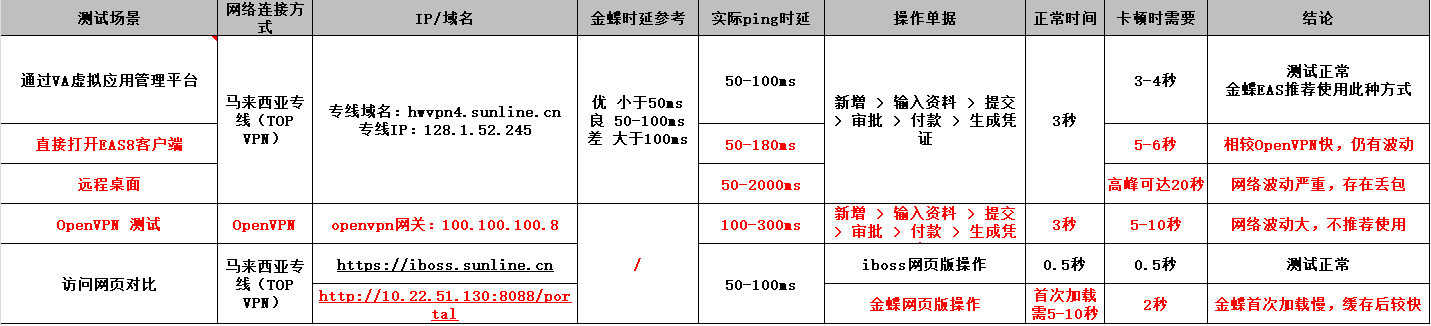 测试场景
网络连接方
式
IP/域名
金蝶时延参考
实际ping时延
操作单据
正常时间
卡顿时需要
结论
通过VA虚拟应用管理平台
马来西亚专
线（TOP
VPN）
专线域名：hwvpn4.sunline.cn
专线IP：128.1.52.245
优 小于50ms
良 50-100ms
差 大于100ms
50-100ms
新增 > 输入资料 > 提交
> 审批 > 付款 > 生成凭
证
3秒
3-4秒
测试正常
金蝶EAS推荐使用此种方式
直接打开EAS8客户端
50-180ms
5-6秒
相较OpenVPN快，仍有波动
远程桌面
50-2000ms
高峰可达20秒
网络波动严重，存在丢包
OpenVPN 测试
OpenVPN
openvpn网关：100.100.100.8
/
100-300ms
新增 > 输入资料 > 提交
> 审批 > 付款 > 生成凭
3秒
5-10秒
网络波动大，不推荐使用
访问网页对比
马来西亚专
线（TOP
VPN）
https://iboss.sunline.cn
50-100ms
iboss网页版操作
0.5秒
0.5秒
测试正常
http://10.22.51.130:8088/por
tal
金蝶网页版操作
首次加载
需5-10秒
2秒
金蝶首次加载慢，缓存后较快